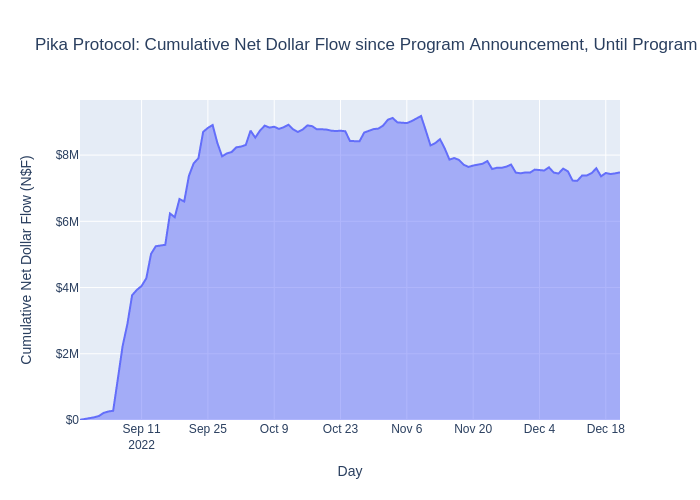 Pika Protocol: Cumulative Net Dollar Flow since Program Announcement, Until Program
Cumulative Net Dollar Flow (N$F)
$8M
$6M
$4M
$2M
$0
Sep 11
2022
Sep 25
Oct 9
Oct 23
Nov 6
Nov 20
Dec 4
Dec 18
Day